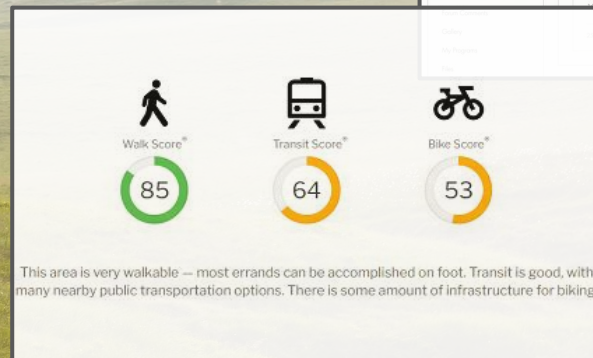 Walk Score®
Transit Score®
Bike Score®
85
64
53
This area is very walkable — most errands can be accomplished on foot. Transit is good, with
many nearby public transportation options. There is some amount of infrastructure for biking